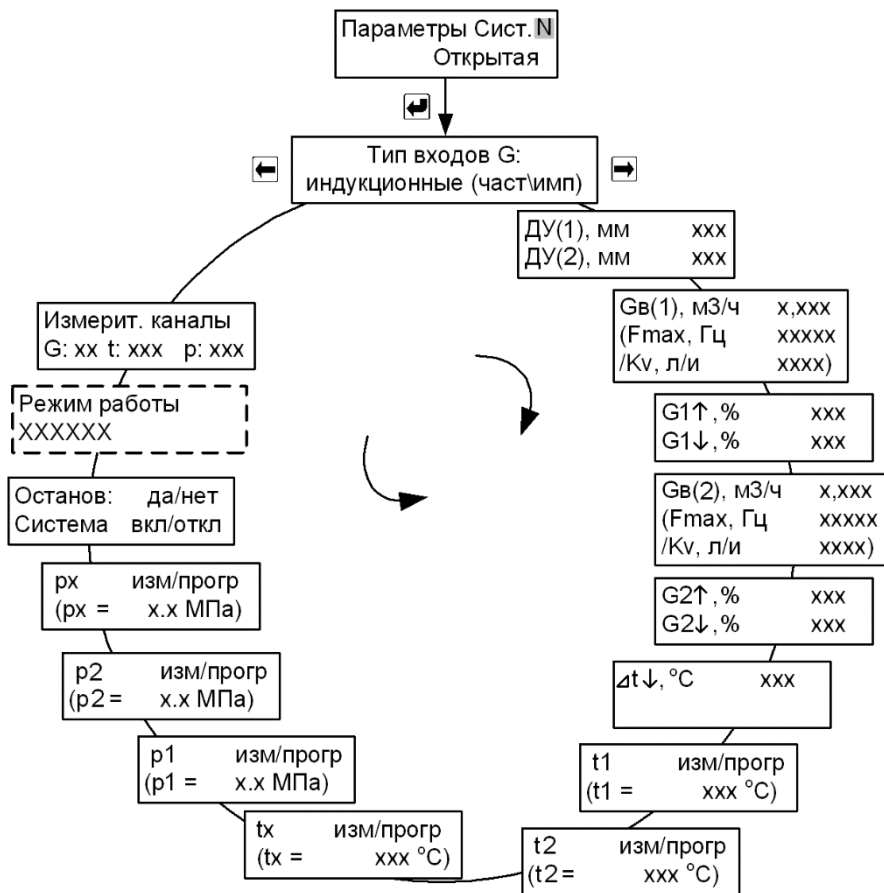 Параметры Сист. N
Открытая
Тип входов G:
индукционные (част\имп)
ДУ(1), мм xxx
ДУ(2), мм xxx
Gв(1), м3/ч x,xxx
(Fmax, Гц xxxxx
/Kv, л/и xxxx)
G1↑,% xxx
G1↓,% xxx
Gв(2), м3/ч x,xxx
(Fmax, Гц xxxxx
/Kv, л/и xxxx)
G2↑,% xxx
G2↓,% xxx
⊿t↓, °C xxx
t1 изм/прогр
(t1 = xxx °C)
t2 изм/прогр
(t2= xxx °C)
tx изм/прогр
(tx = xxx °C)
p1 изм/прогр
(p1 = x.x МПа)
p2 изм/прогр
(p2= x.x МПа)
px изм/прогр
(px = x.x МПа)
Останов: да/нет
Система вкл/откл
Режим работы
XXXXXX
Измерит. каналы
G: xx t: xxx p: xxx